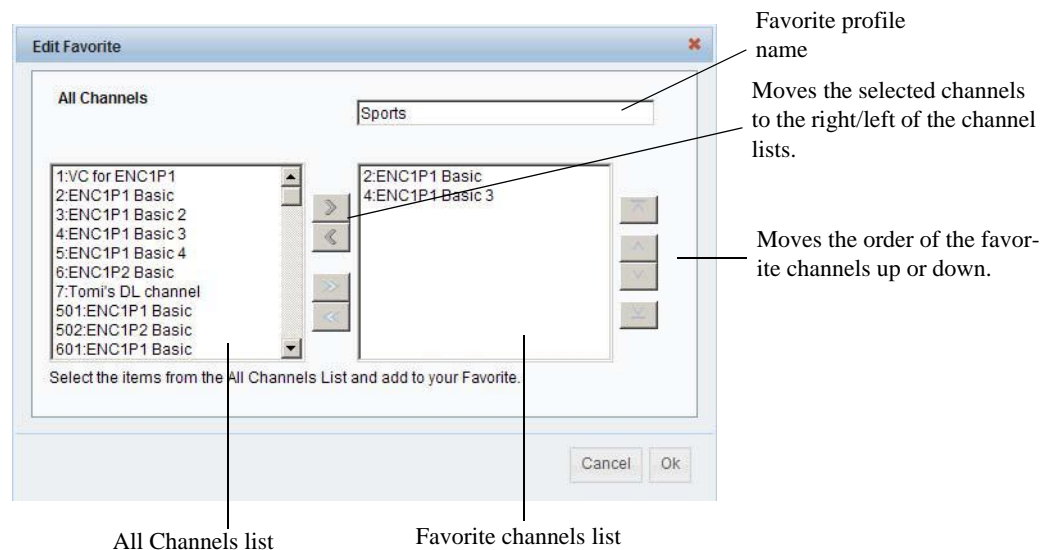 Favorite profile
name
Edit Favorite
All Channels
Sports
Moves the selected channels
to the right/left of the channel
lists.
1:VC for ENC1P1
2:ENC1P1 Basic
3:ENC1P1 Basic 2
4:ENC1P1 Basic 3
5:ENC1P1 Basic 4
6:ENC1P2 Basic
7:Tomi's DL channel
501:ENC1P1 Basic
502:ENC1P2 Basic
601:ENC1P1 Basic
2:ENC1P1 Basic
4:ENC1P1 Basic 3
Moves the order of the favor-
ite channels up or down.
Select the items from the All Channels List and add to your Favorite.
Cancel
Ok
All Channels list
Favorite channels list